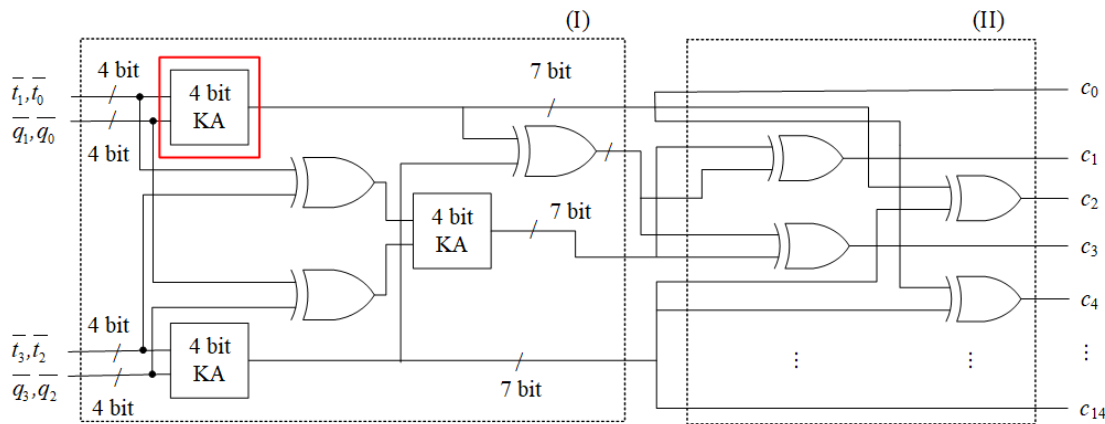 (I)
(II)
4 bit
7 bit
t̅₁,t̅₀
4 bit
KA
c₀
q̅₁,q̅₀
4 bit
c₁
4 bit
KA
7 bit
c₂
c₃
4 bit
c₄
t̅₃,t̅₂
4 bit
KA
⋮
⋮
⋮
q̅₃,q̅₂
7 bit
4 bit
c₁₄